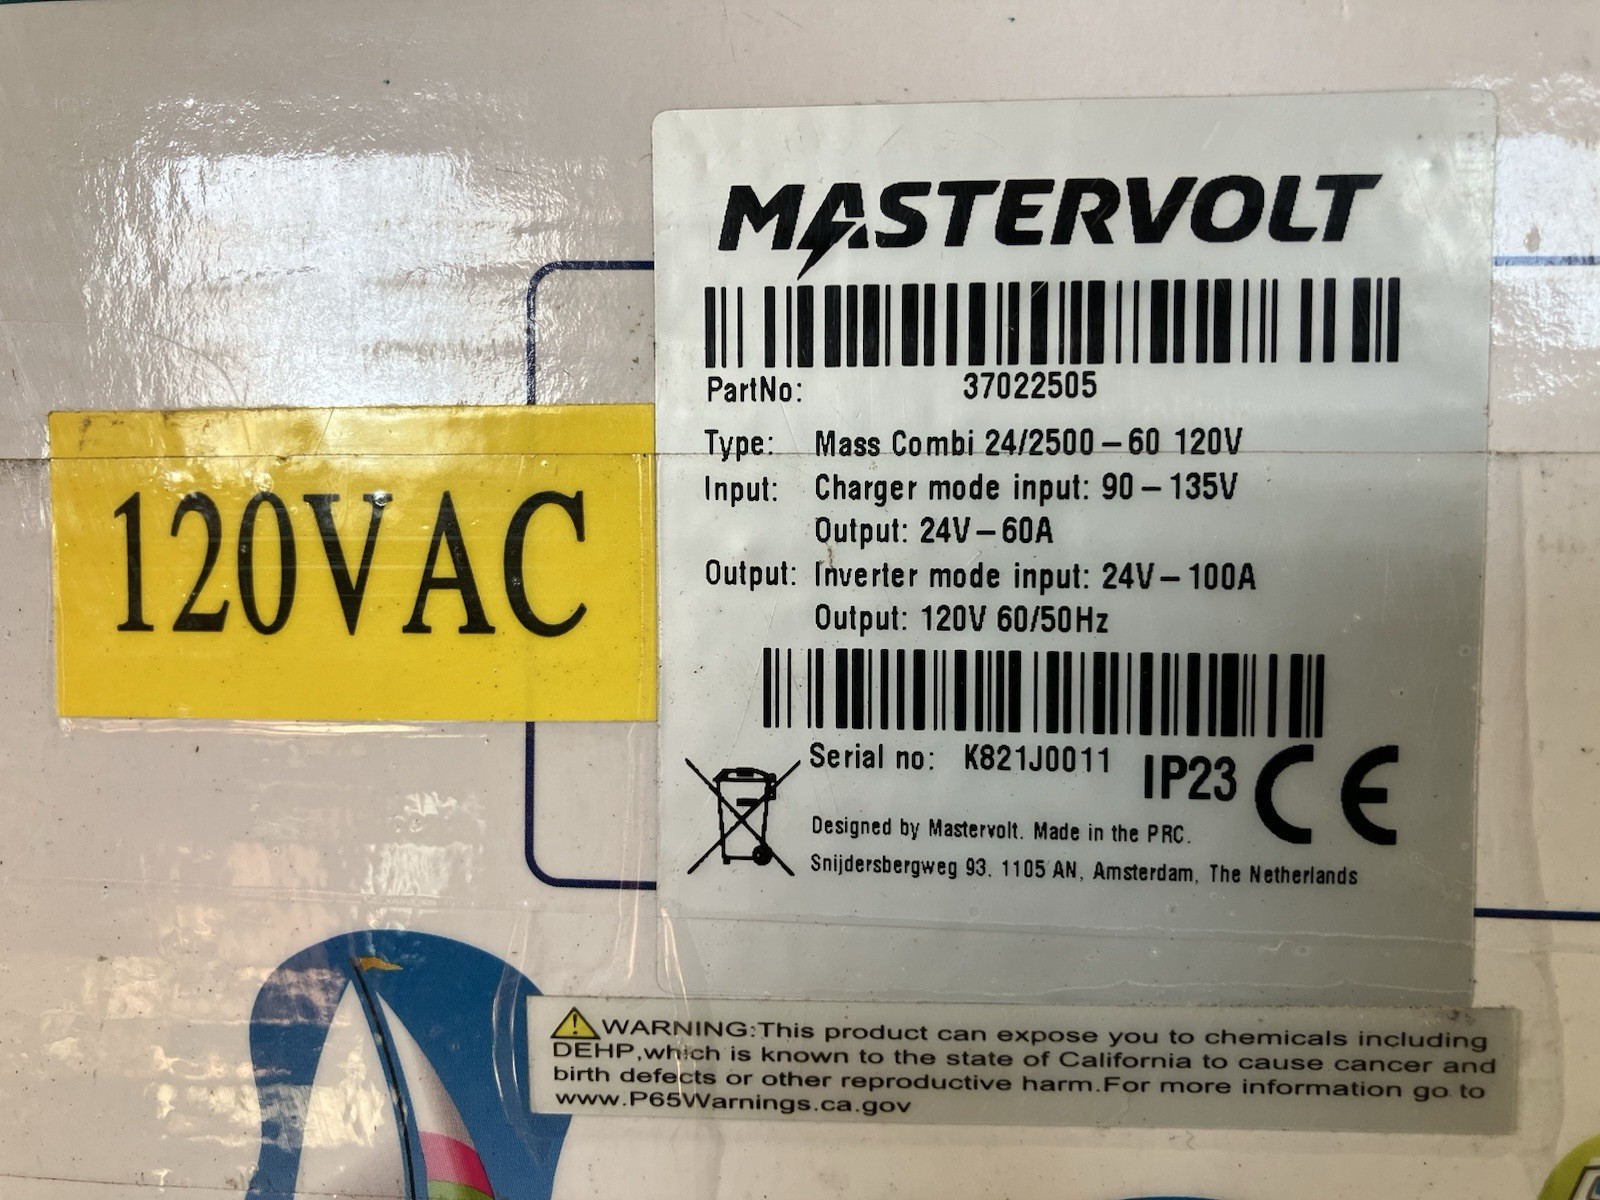 MASTERVOLT
PartNo: 37022505
Type: Mass Combi 24/2500-60 120V
Input: Charger mode input: 90-135V
Output: 24V-60A
Output: Inverter mode input: 24V-100A
Output: 120V 60/50Hz
120VAC
Serial no: K821J0011
IP23 CE
Designed by Mastervolt. Made in the PRC.
Snijdersbergweg 93. 1105 AN, Amsterdam, The Netherlands
WARNING:This product can expose you to chemicals including
DEHP,which is known to the state of California to cause cancer and
birth defects or other reproductive harm.For more information go to
www.P65Warnings.ca.gov